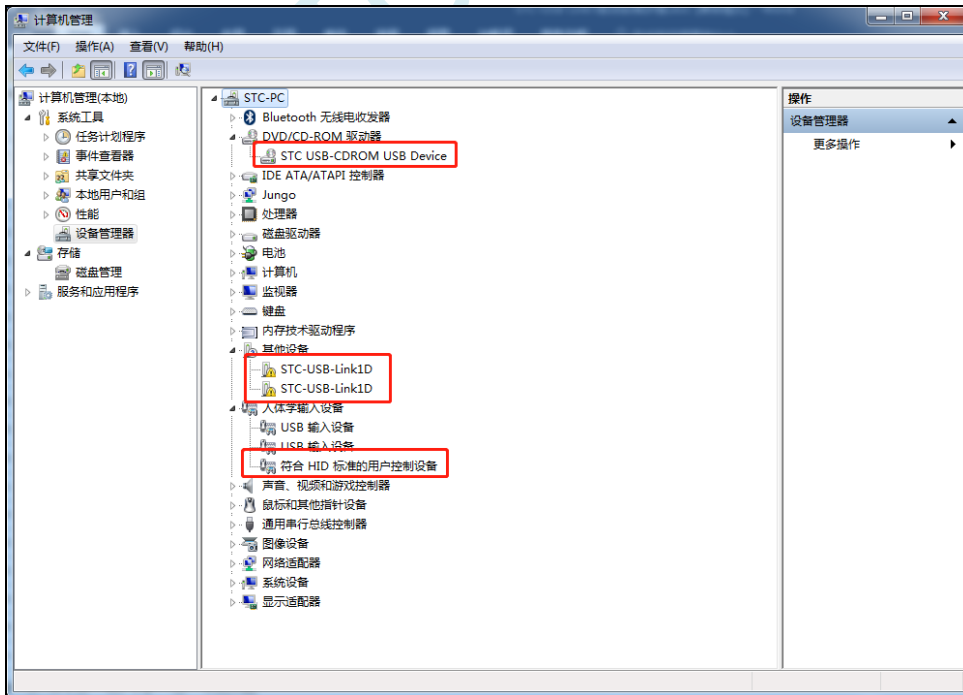 计算机管理
文件(F) 操作(A) 查看(V) 帮助(H)
计算机管理(本地)
系统工具
任务计划程序
事件查看器
共享文件夹
本地用户和组
性能
设备管理器
存储
磁盘管理
服务和应用程序
STC-PC
Bluetooth 无线电收发器
DVD/CD-ROM 驱动器
STC USB-CDROM USB Device
IDE ATA/ATAPI 控制器
Jungo
处理器
磁盘驱动器
电池
计算机
监视器
键盘
内存技术驱动程序
其他设备
STC-USB-Link1D
STC-USB-Link1D
人体学输入设备
USB 输入设备
USB 输入设备
符合 HID 标准的用户控制设备
声音、视频和游戏控制器
鼠标和其他指针设备
通用串行总线控制器
图像设备
网络适配器
系统设备
显示适配器
操作
设备管理器
更多操作